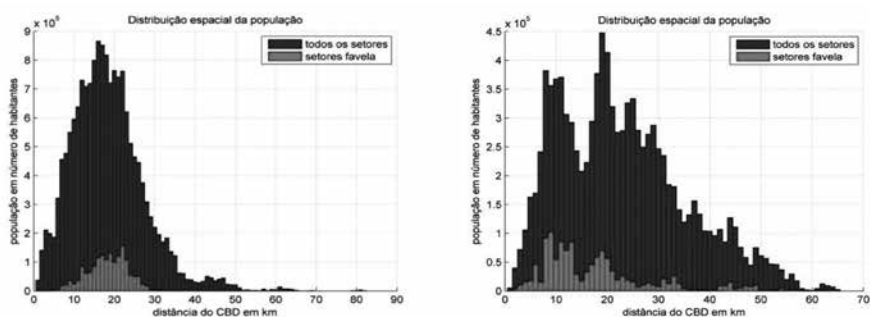 Distribuição espacial da população
9 x 10^5
8
7
6
5
4
3
2
1
0
todos os setores
setores favela
população em número de habitantes
0 10 20 30 40 50 60 70 80 90
distância do CBD em km
Distribuição espacial da população
4.5 x 10^5
4
3.5
3
2.5
2
1.5
1
0.5
0
todos os setores
setores favela
população em número de habitantes
0 10 20 30 40 50 60 70
distância do CBD em km